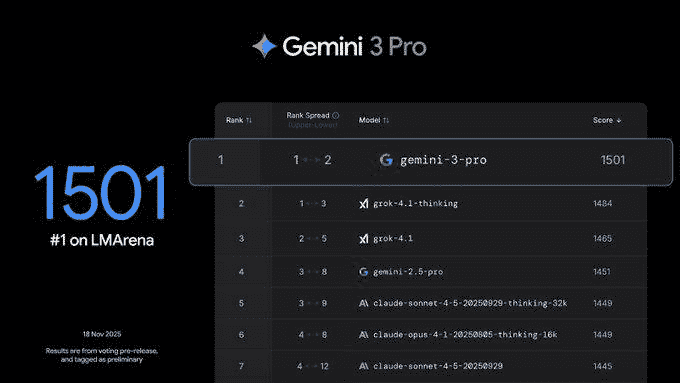 Gemini 3 Pro
Rank Rank Spread Model Score
(Upper-Lower)
1 1 2 gemini-3-pro 1501
2 1 3 grok-4.1-thinking 1484
3 2 5 grok-4.1 1465
4 3 8 gemini-2.5-pro 1451
5 3 9 claude-sonnet-4-5-20250929-thinking-32k 1449
6 4 8 claude-opus-4-1-20250805-thinking-16k 1449
7 4 12 claude-sonnet-4-5-20250929 1445
1501
#1 on LMArena
18 Nov 2025
Results are from voting pre-release,
and tagged as preliminary